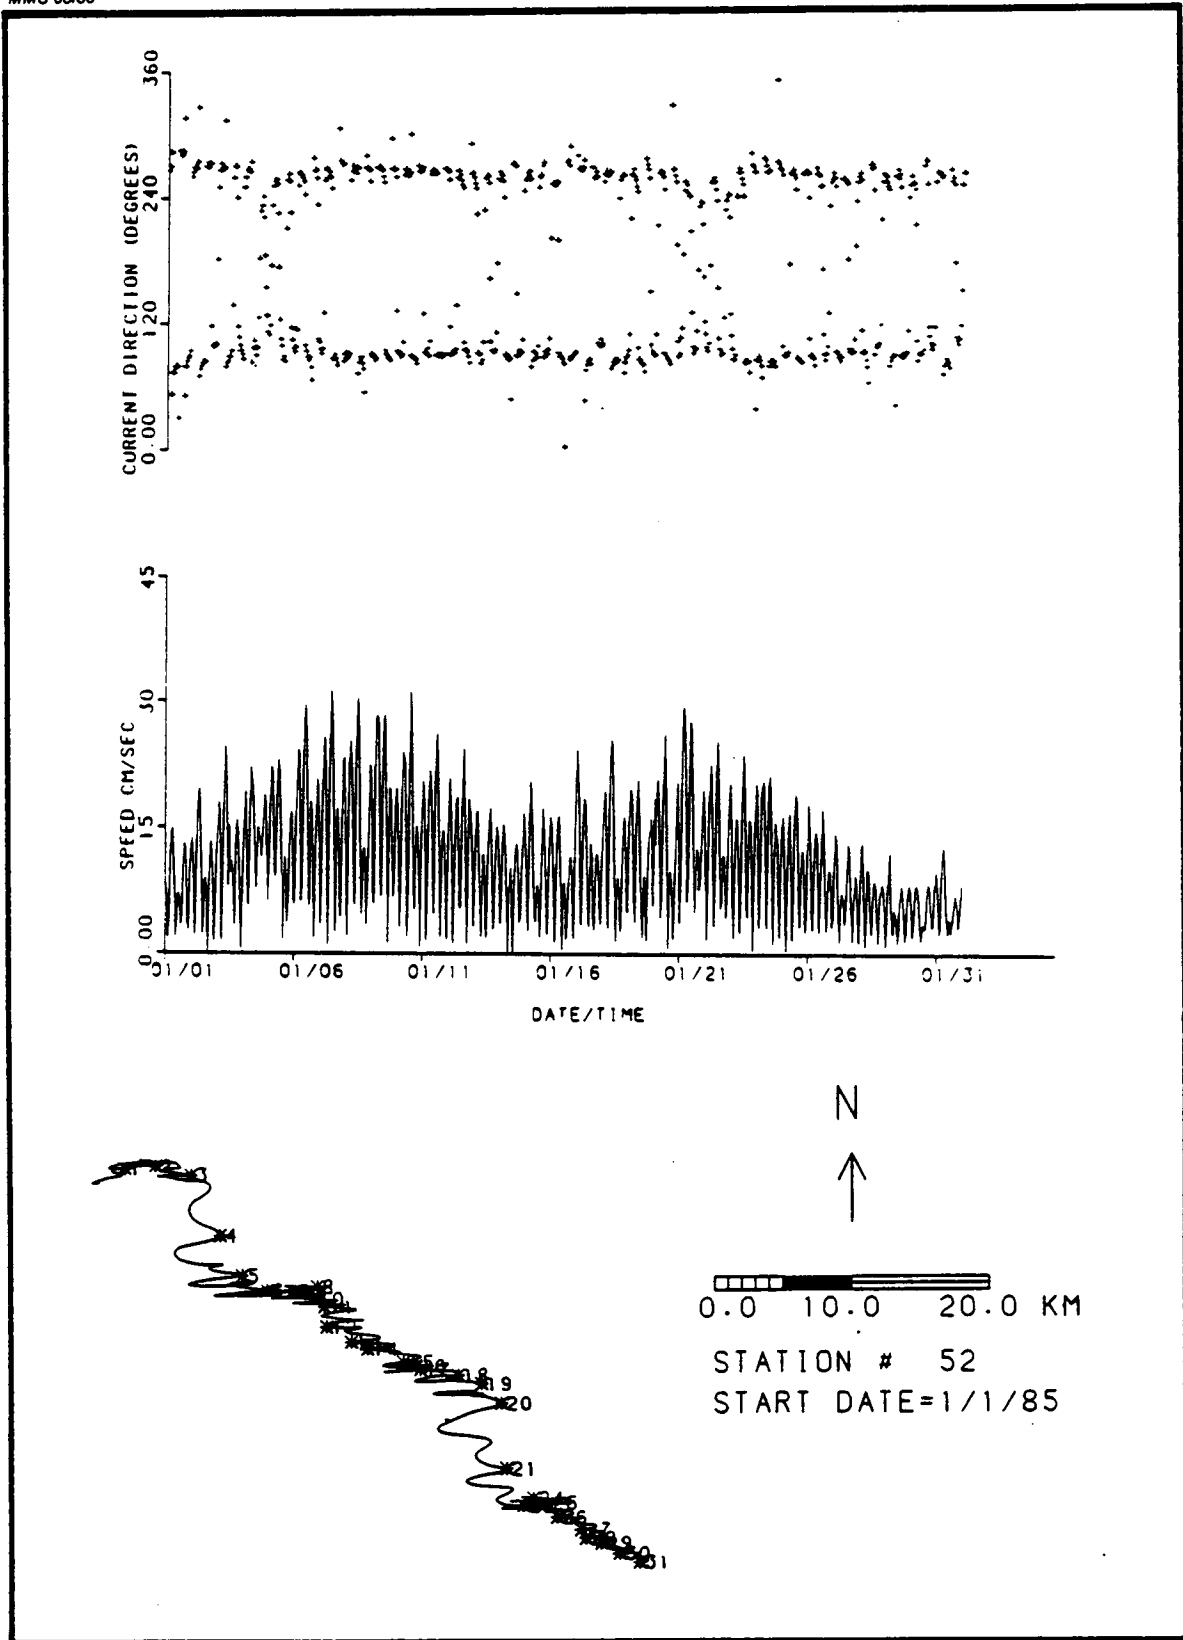 360
240
120
0.00
CURRENT DIRECTION (DEGREES)
45
30
15
0.00
SPEED CM/SEC
01/01 01/06 01/11 01/16 01/21 01/26 01/31
DATE/TIME
N
3
4
5
18
19
20
21
31
0.0 10.0 20.0 KM
STATION # 52
START DATE=1/1/85